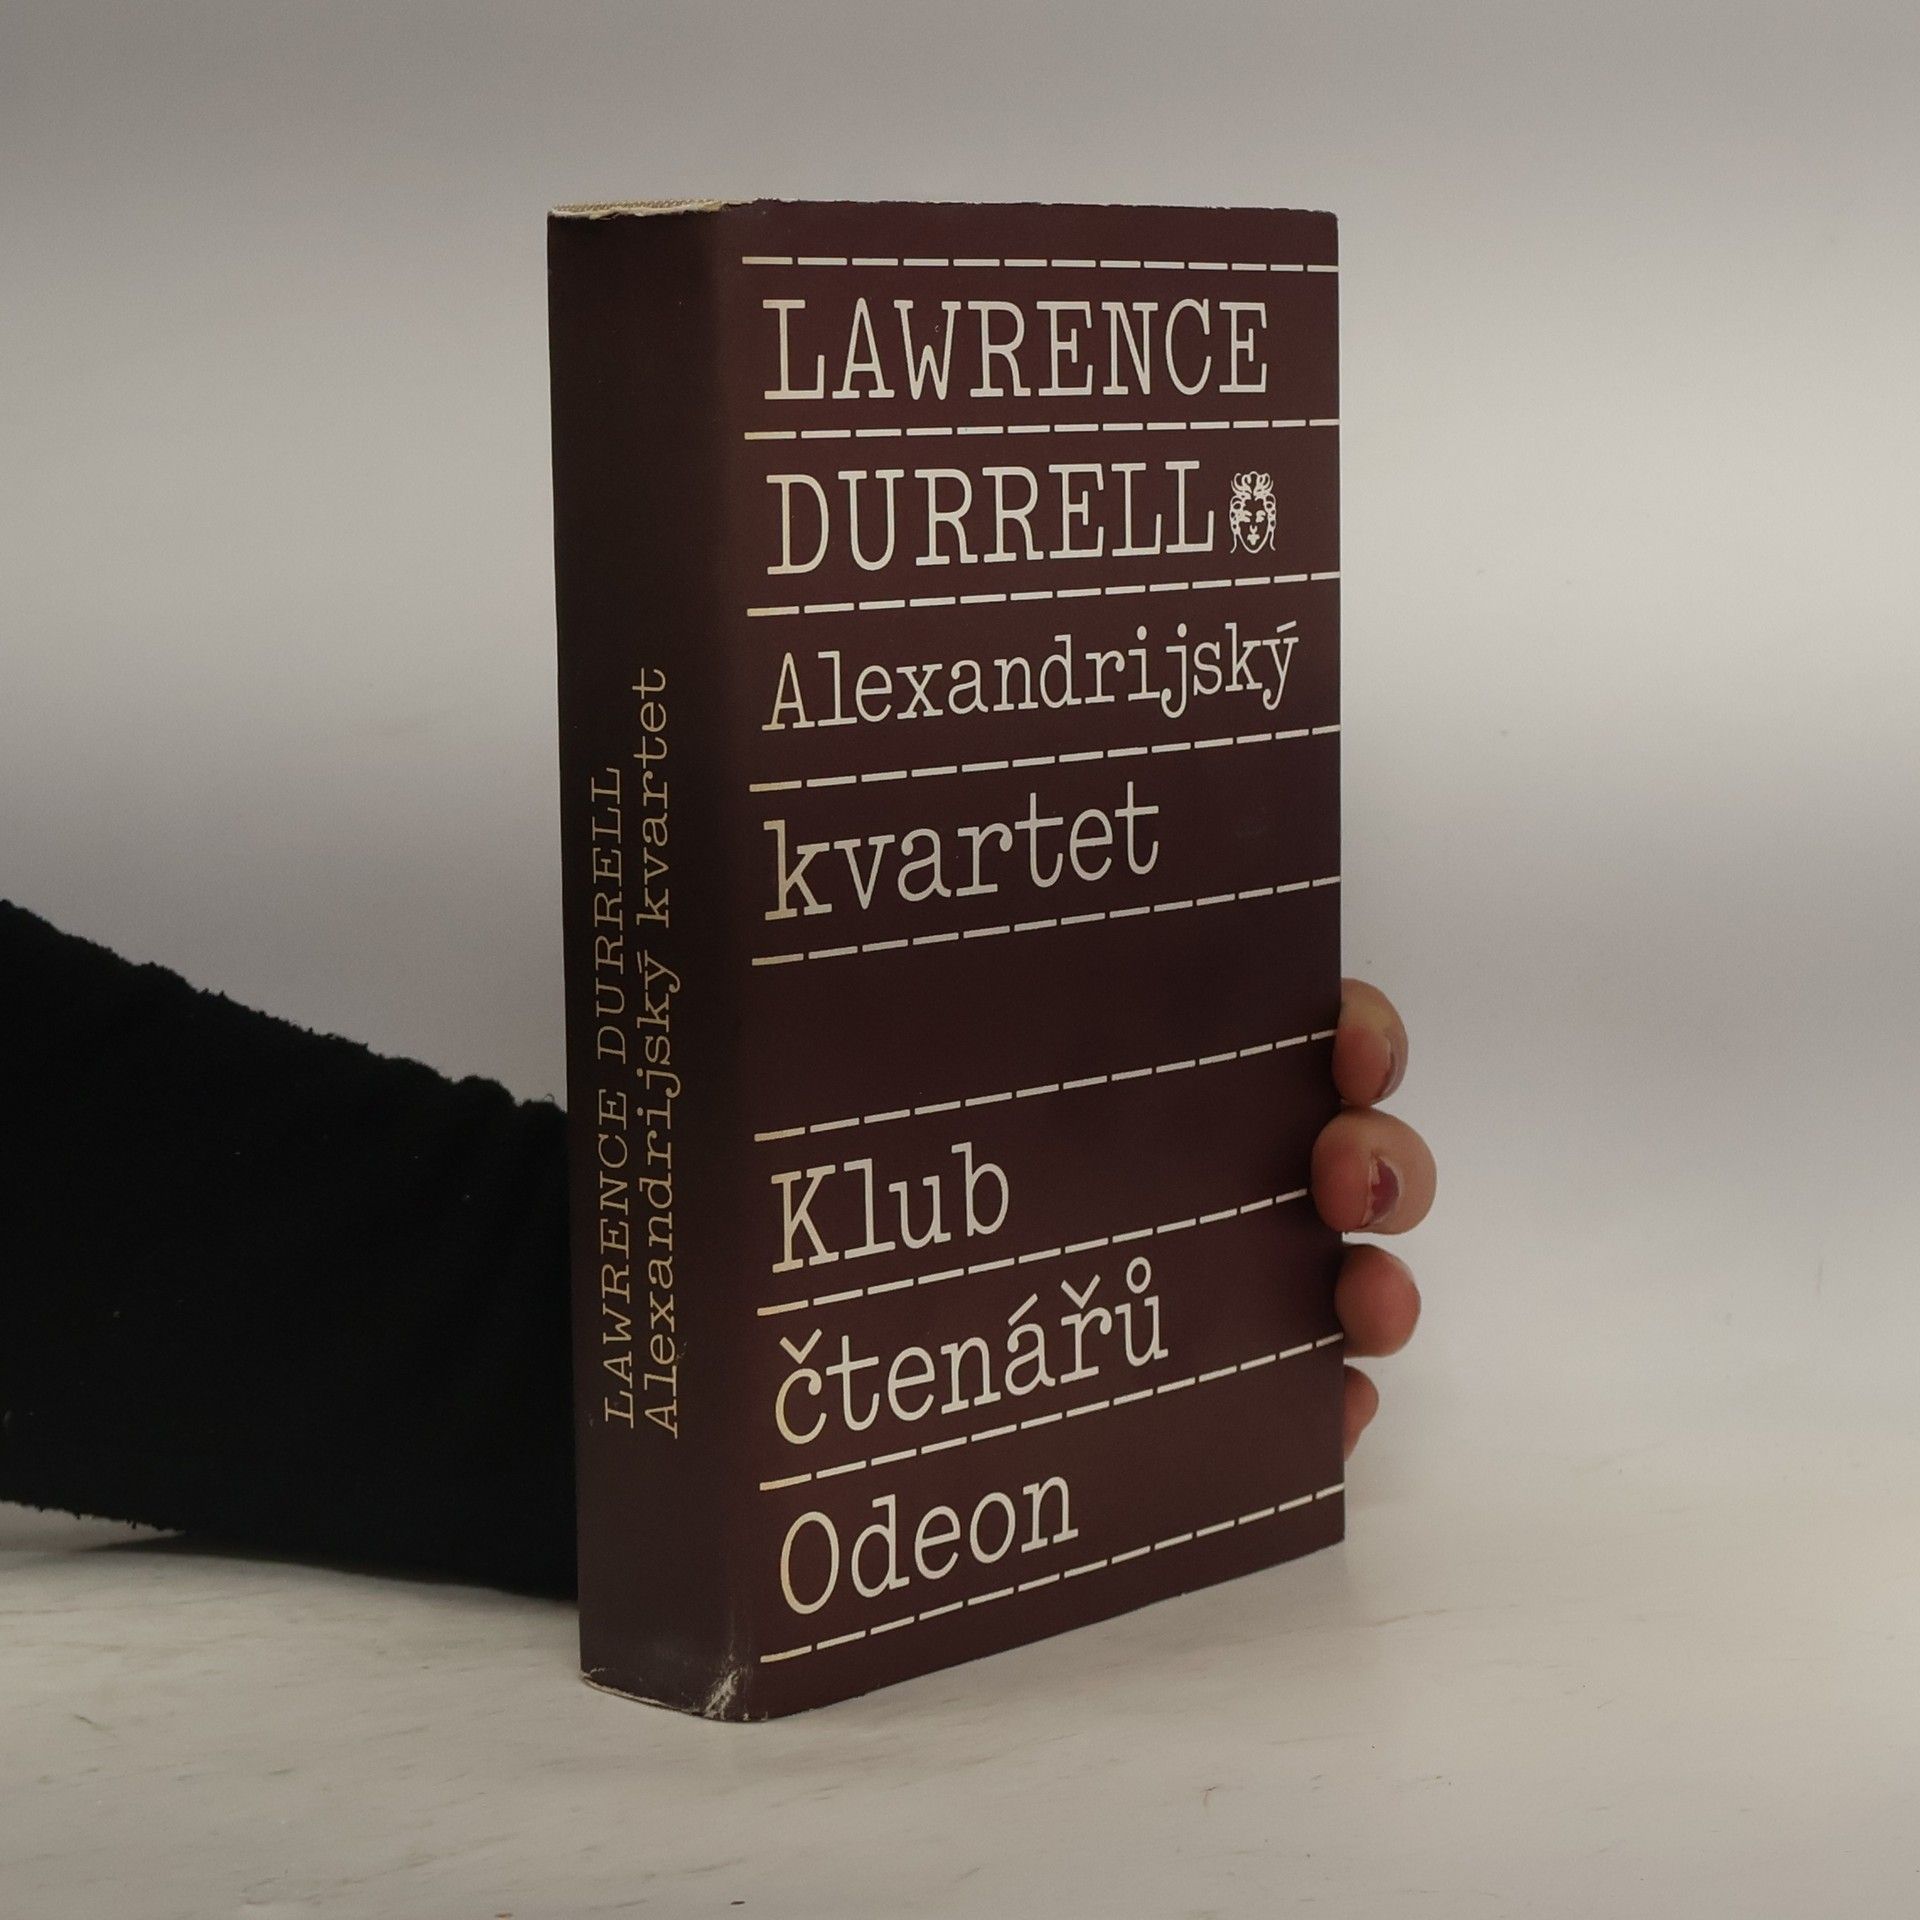 LAWRENCE DURRELL
Alexandrijský kvartet
LAWRENCE
DURRELL
Alexandrijský
kvartet
Klub
čtenářů
Odeon